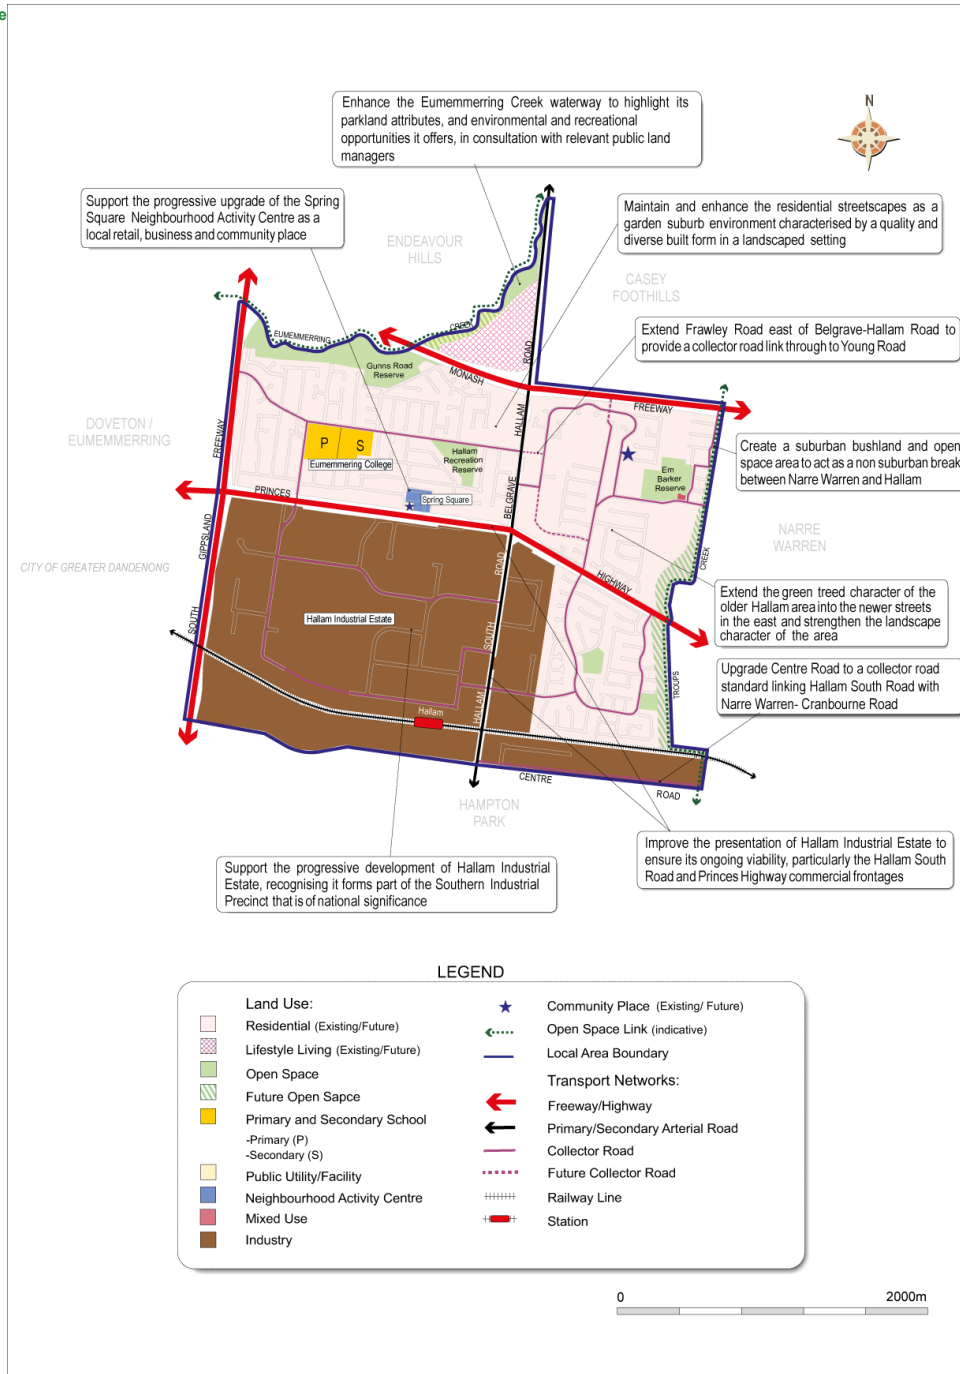 e
Enhance the Eumemmerring Creek waterway to highlight its
parkland attributes, and environmental and recreational
opportunities it offers, in consultation with relevant public land
managers
N
Support the progressive upgrade of the Spring
Square Neighbourhood Activity Centre as a
local retail, business and community place
Maintain and enhance the residential streetscapes as a
garden suburb environment characterised by a quality and
diverse built form in a landscaped setting
ENDEAVOUR
HILLS
CASEY
FOOTHILLS
Extend Frawley Road east of Belgrave-Hallam Road to
provide a collector road link through to Young Road
EUMEMMERRING
CREEK
ROAD
Gunns Road
Reserve
MONASH
FREEWAY
HALLAM
DOVETON /
EUMEMMERRING
FREEWAY
P
S
Eumemmering College
Hallam
Recreation
Reserve
Create a suburban bushland and open
space area to act as a non suburban break
between Narre Warren and Hallam
Em
Barker
Reserve
PRINCES
Spring Square
BELGRAVE
GIPPSLAND
NARRE
WARREN
CREEK
CITY OF GREATER DANDENONG
ROAD
HIGHWAY
Extend the green treed character of the
older Hallam area into the newer streets
in the east and strengthen the landscape
character of the area
SOUTH
Hallam Industrial Estate
SOUTH
Upgrade Centre Road to a collector road
standard linking Hallam South Road with
Narre Warren- Cranbourne Road
TROUPS
Hallam
HALLAM
CENTRE
ROAD
HAMPTON
PARK
Improve the presentation of Hallam Industrial Estate to
ensure its ongoing viability, particularly the Hallam South
Road and Princes Highway commercial frontages
Support the progressive development of Hallam Industrial
Estate, recognising it forms part of the Southern Industrial
Precinct that is of national significance
LEGEND
Land Use:
Residential (Existing/Future)
Lifestyle Living (Existing/Future)
Open Space
Future Open Sapce
Primary and Secondary School
-Primary (P)
-Secondary (S)
Public Utility/Facility
Neighbourhood Activity Centre
Mixed Use
Industry
Community Place (Existing/ Future)
Open Space Link (indicative)
Local Area Boundary
Transport Networks:
Freeway/Highway
Primary/Secondary Arterial Road
Collector Road
Future Collector Road
Railway Line
Station
0
2000m